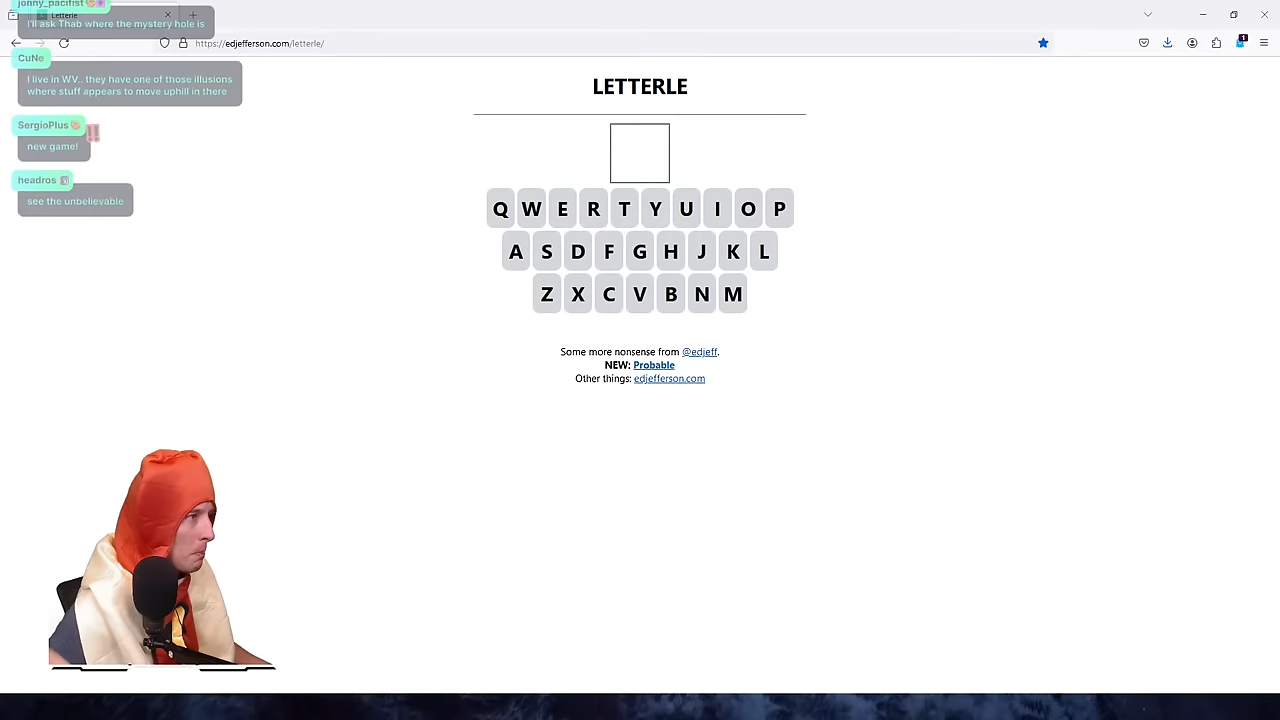 jonny_pacifist
I'll ask Thab where the mystery hole is
CuNe
I live in WV.. they have one of those illusions
where stuff appears to move uphill in there
SergioPlus
new game!
headros
see the unbelievable
Letterle
https://edjefferson.com/letterle/
1
LETTERLE
Q W E R T Y U I O P
A S D F G H J K L
Z X C V B N M
Some more nonsense from @edjeff.
NEW: Probable
Other things: edjefferson.com